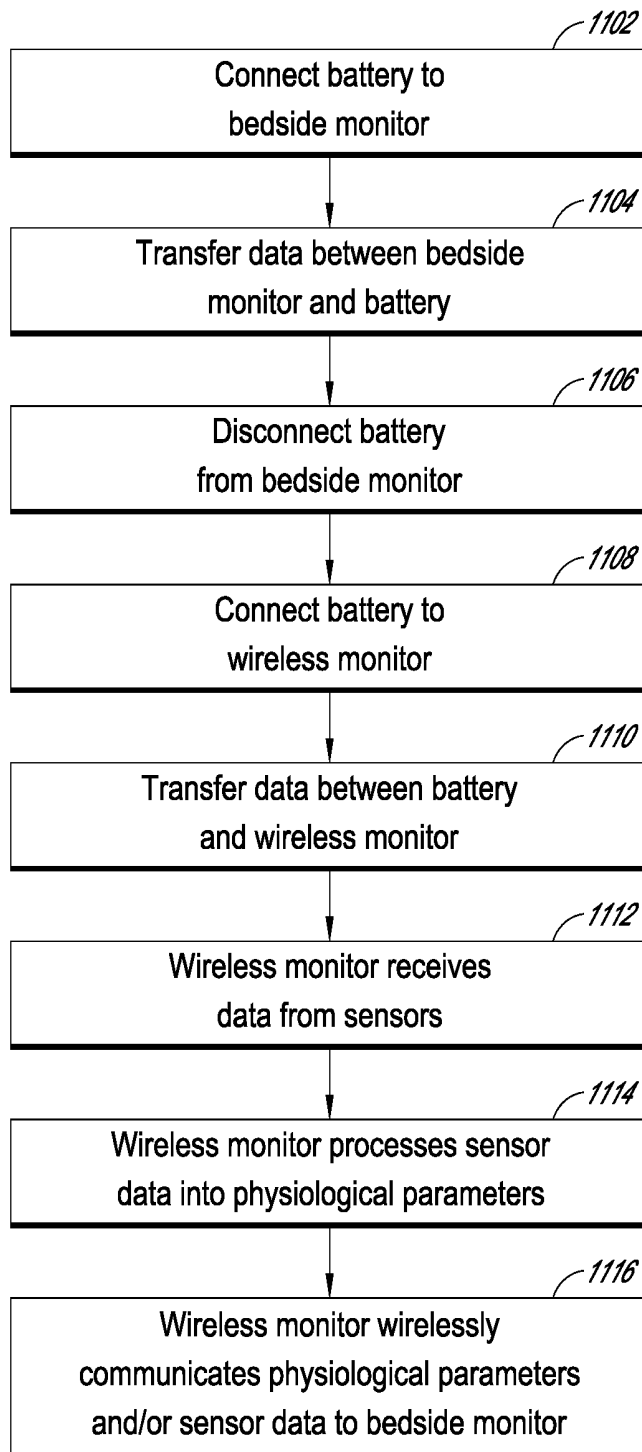 1102
Connect battery to
bedside monitor
1104
Transfer data between bedside
monitor and battery
1106
Disconnect battery
from bedside monitor
1108
Connect battery to
wireless monitor
1110
Transfer data between battery
and wireless monitor
1112
Wireless monitor receives
data from sensors
1114
Wireless monitor processes sensor
data into physiological parameters
1116
Wireless monitor wirelessly
communicates physiological parameters
and/or sensor data to bedside monitor